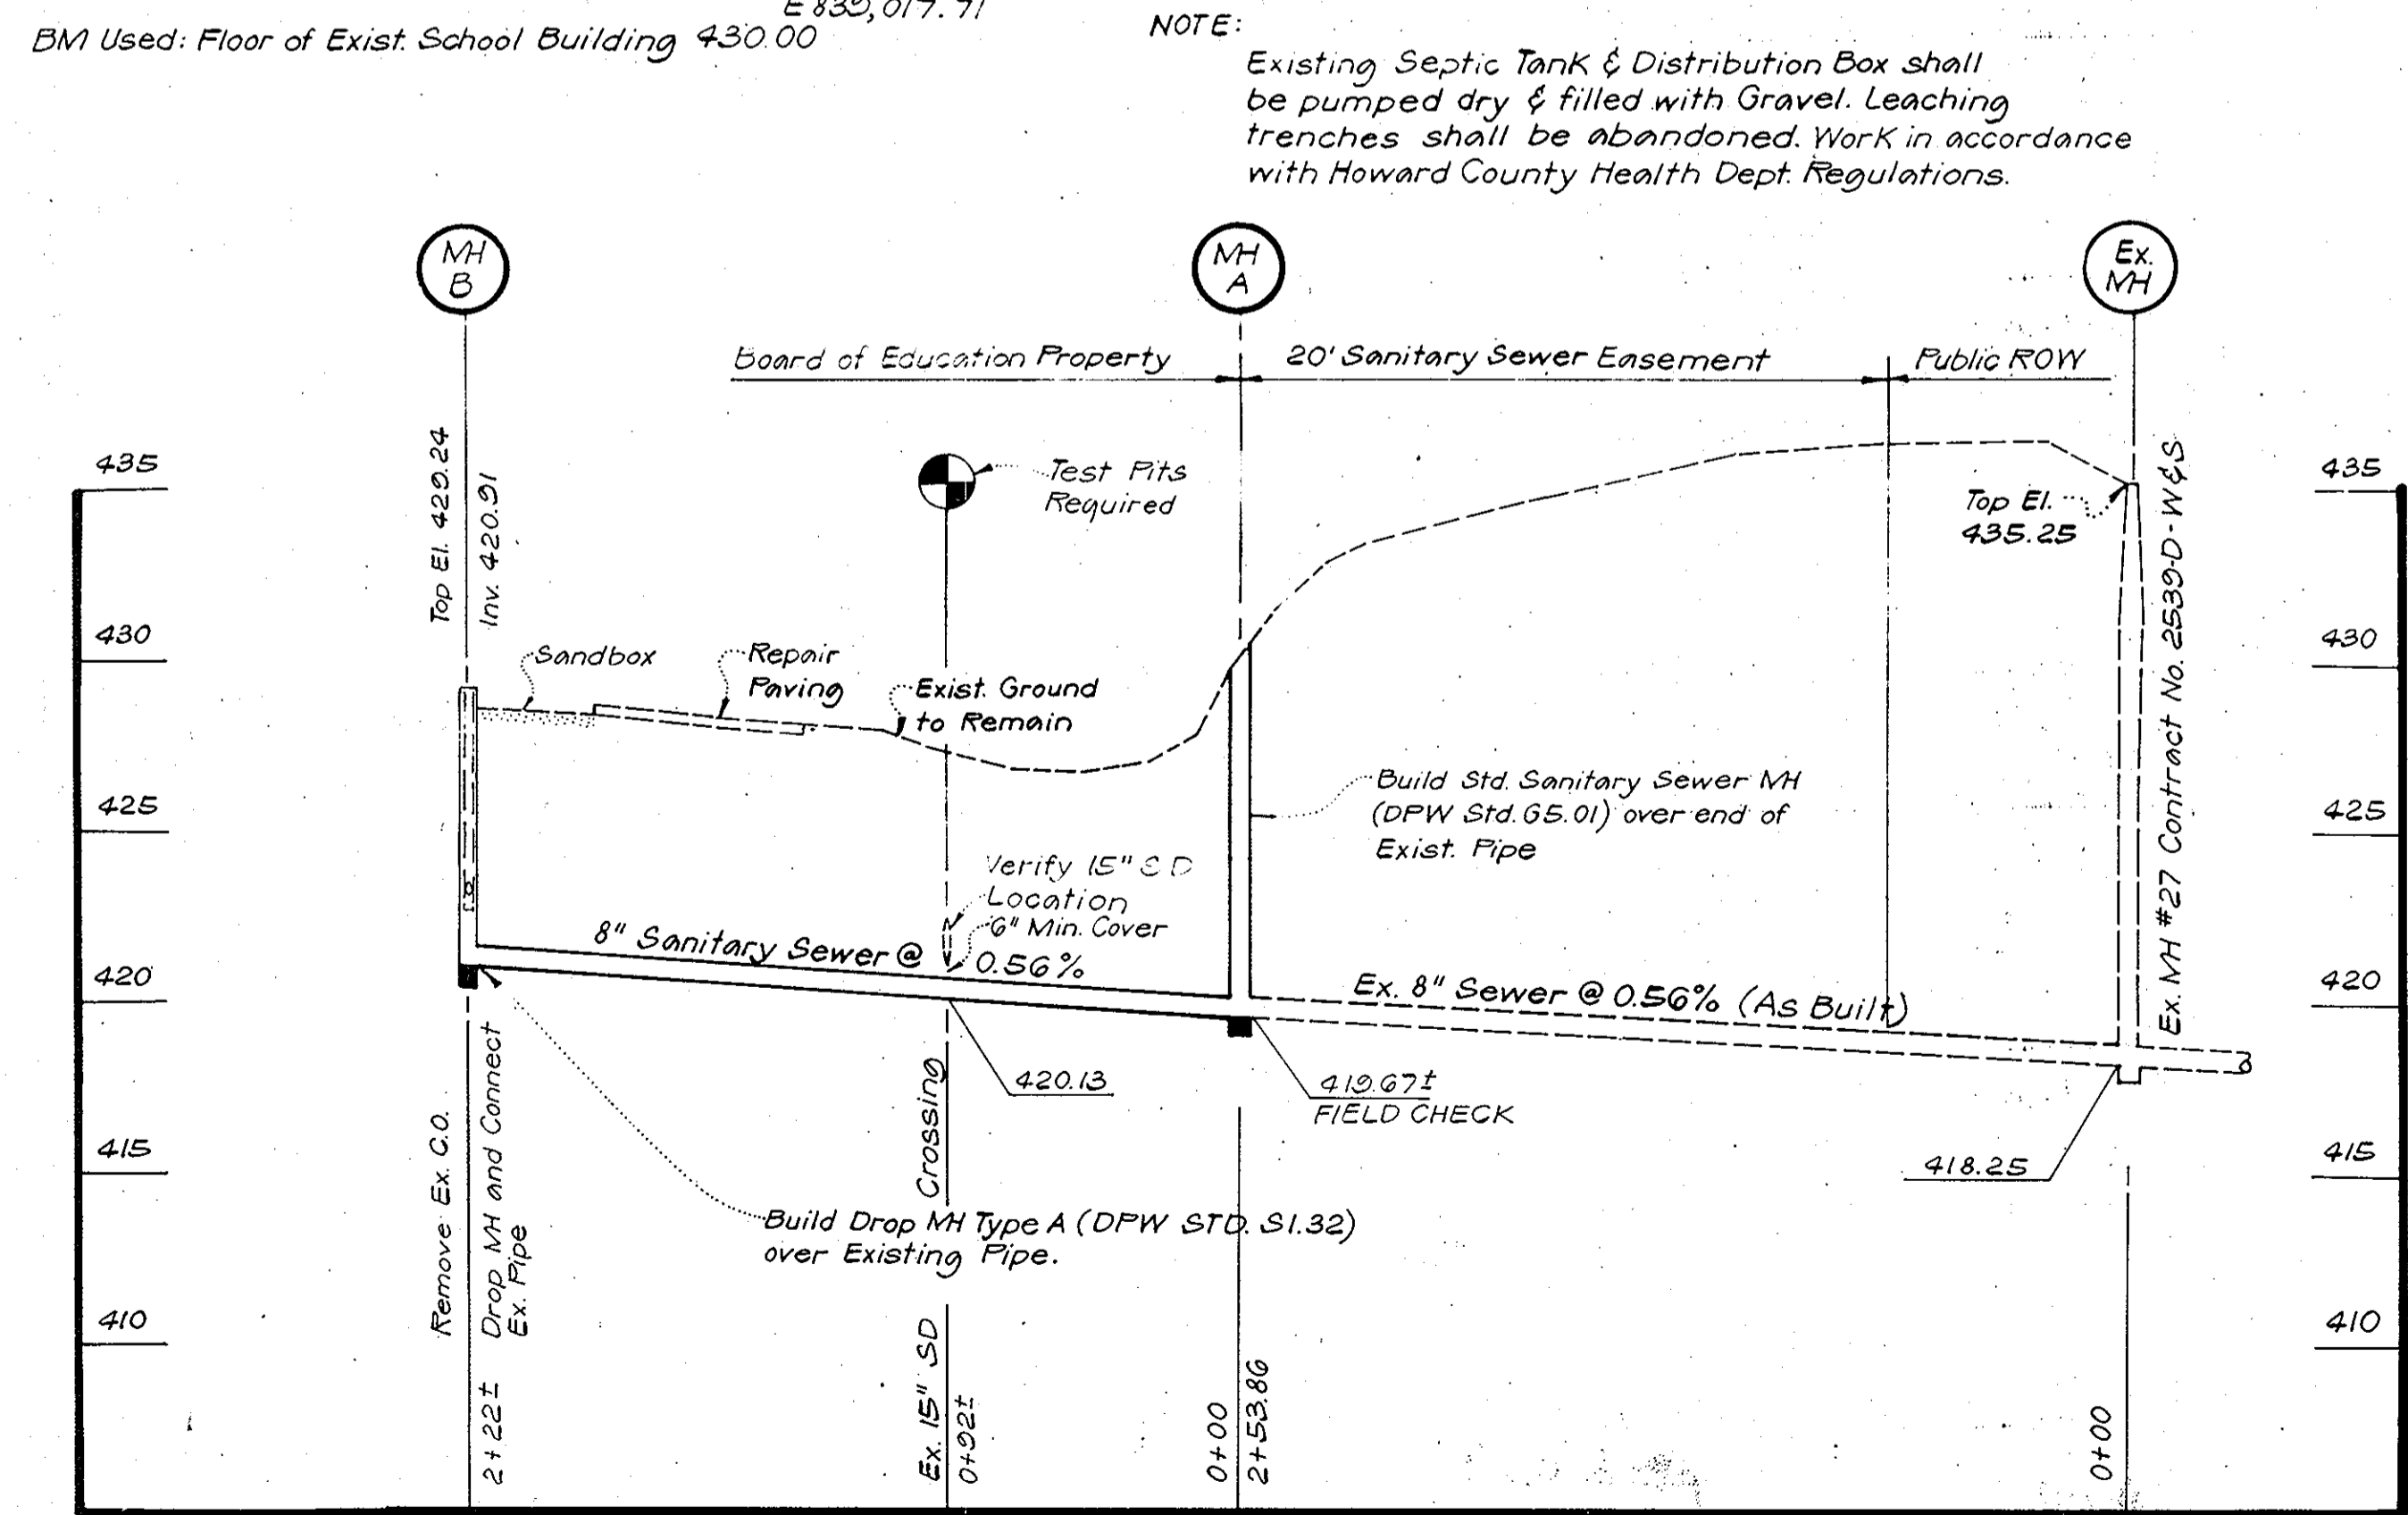 E 835,017.71
BM Used: Floor of Exist. School Building 430.00
NOTE:
Existing Septic Tank & Distribution Box shall
be pumped dry & filled with Gravel. Leaching
trenches shall be abandoned. Work in accordance
with Howard County Health Dept. Regulations.
MH
B
MH
A
Ex.
MH
Board of Education Property
20' Sanitary Sewer Easement
Public ROW
Top El. 429.24
Inv. 420.91
Test Pits
Required
Top El.
435.25
Ex. MH #27 Contract No. 2539-D-W&S
435
430
425
420
415
410
435
430
425
420
415
410
Sandbox
Repair
Paving
Exist. Ground
to Remain
Build Std. Sanitary Sewer MH
(DPW Std. G5.01) over end of
Exist. Pipe
Verify 15" S D
Location
6" Min. Cover
8" Sanitary Sewer @ 0.56%
Ex. 8" Sewer @ 0.56% (As Built)
420.13
419.67±
FIELD CHECK
418.25
Remove Ex. C.O.
Drop MH and Connect
Ex. Pipe
Build Drop MH Type A (DPW STD. S1.32)
over Existing Pipe.
Crossing
Ex. 15" SD
2+22±
0+92±
0+00
2+53.86
0+00